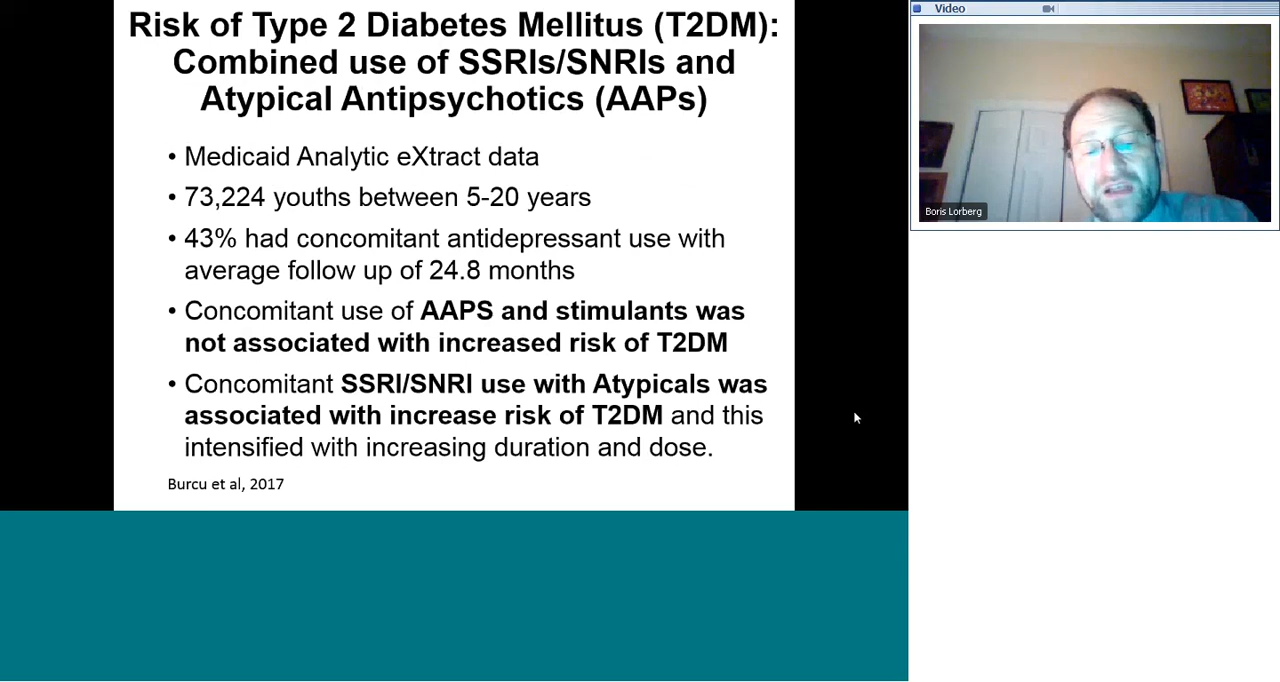 Risk of Type 2 Diabetes Mellitus (T2DM):
Combined use of SSRIs/SNRIs and
Atypical Antipsychotics (AAPs)
• Medicaid Analytic eXtract data
• 73,224 youths between 5-20 years
• 43% had concomitant antidepressant use with
average follow up of 24.8 months
• Concomitant use of AAPS and stimulants was
not associated with increased risk of T2DM
• Concomitant SSRI/SNRI use with Atypicals was
associated with increase risk of T2DM and this
intensified with increasing duration and dose.
Burcu et al, 2017
Video
Boris Lorberg